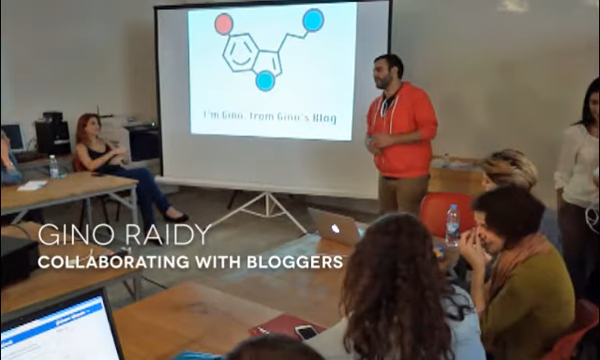 I'm Gino, from Gino's Blog
GINO RAIDY
COLLABORATING WITH BLOGGERS